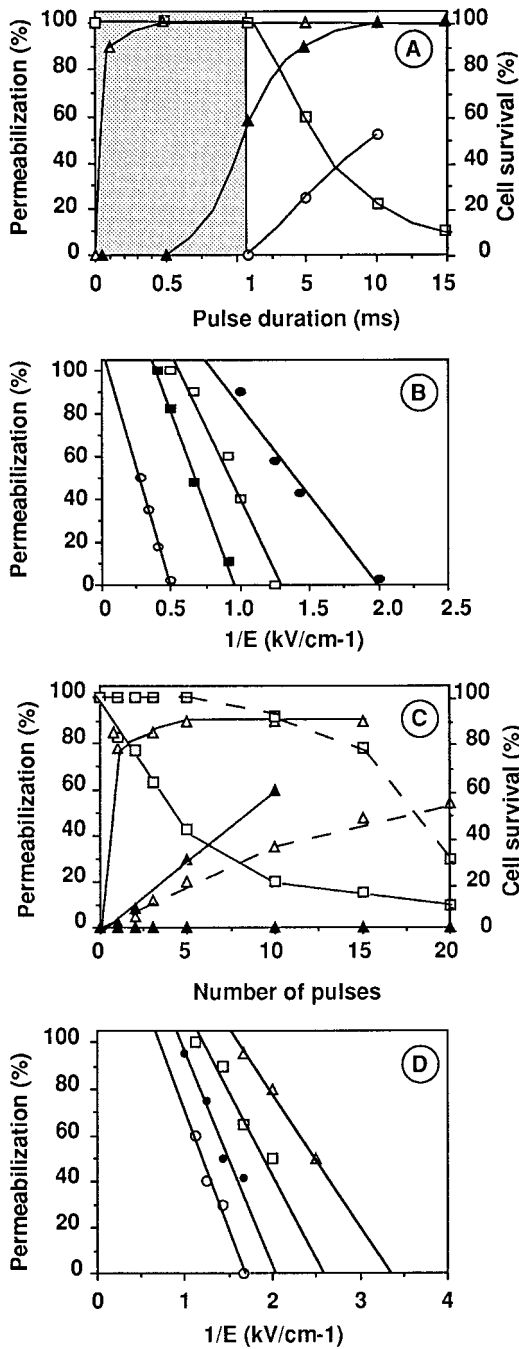 A
Permeabilization (%)
100
80
60
40
20
0
Cell survival (%)
100
80
60
40
20
0
0 0.5 1 5 10 15
Pulse duration (ms)
B
Permeabilization (%)
100
80
60
40
20
0
0 0.5 1.0 1.5 2.0 2.5
1/E (kV/cm-1)
C
Permeabilization (%)
100
80
60
40
20
0
Cell survival (%)
100
80
60
40
20
0
0 5 10 15 20
Number of pulses
D
Permeabilization (%)
100
80
60
40
20
0
0 1 2 3 4
1/E (kV/cm-1)